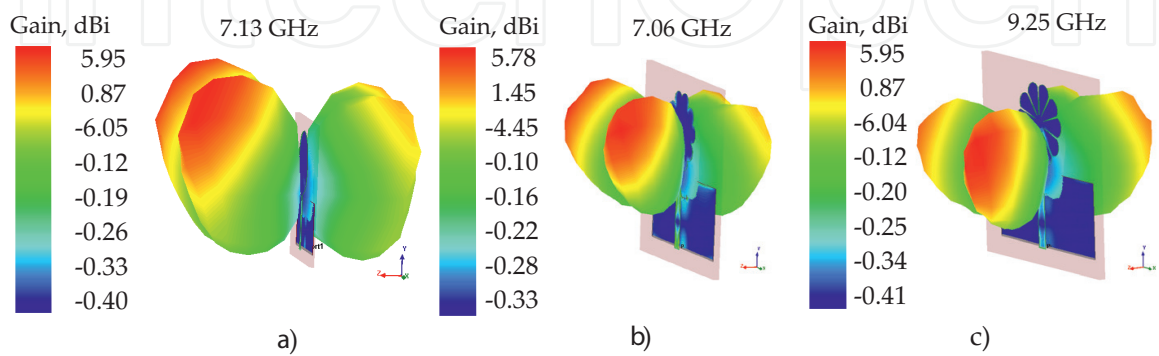 Gain, dBi
7.13 GHz
5.95
0.87
-6.05
-0.12
-0.19
-0.26
-0.33
-0.40
a)
Gain, dBi
7.06 GHz
5.78
1.45
-4.45
-0.10
-0.16
-0.22
-0.28
-0.33
b)
Gain, dBi
9.25 GHz
5.95
0.87
-6.04
-0.12
-0.20
-0.25
-0.34
-0.41
c)